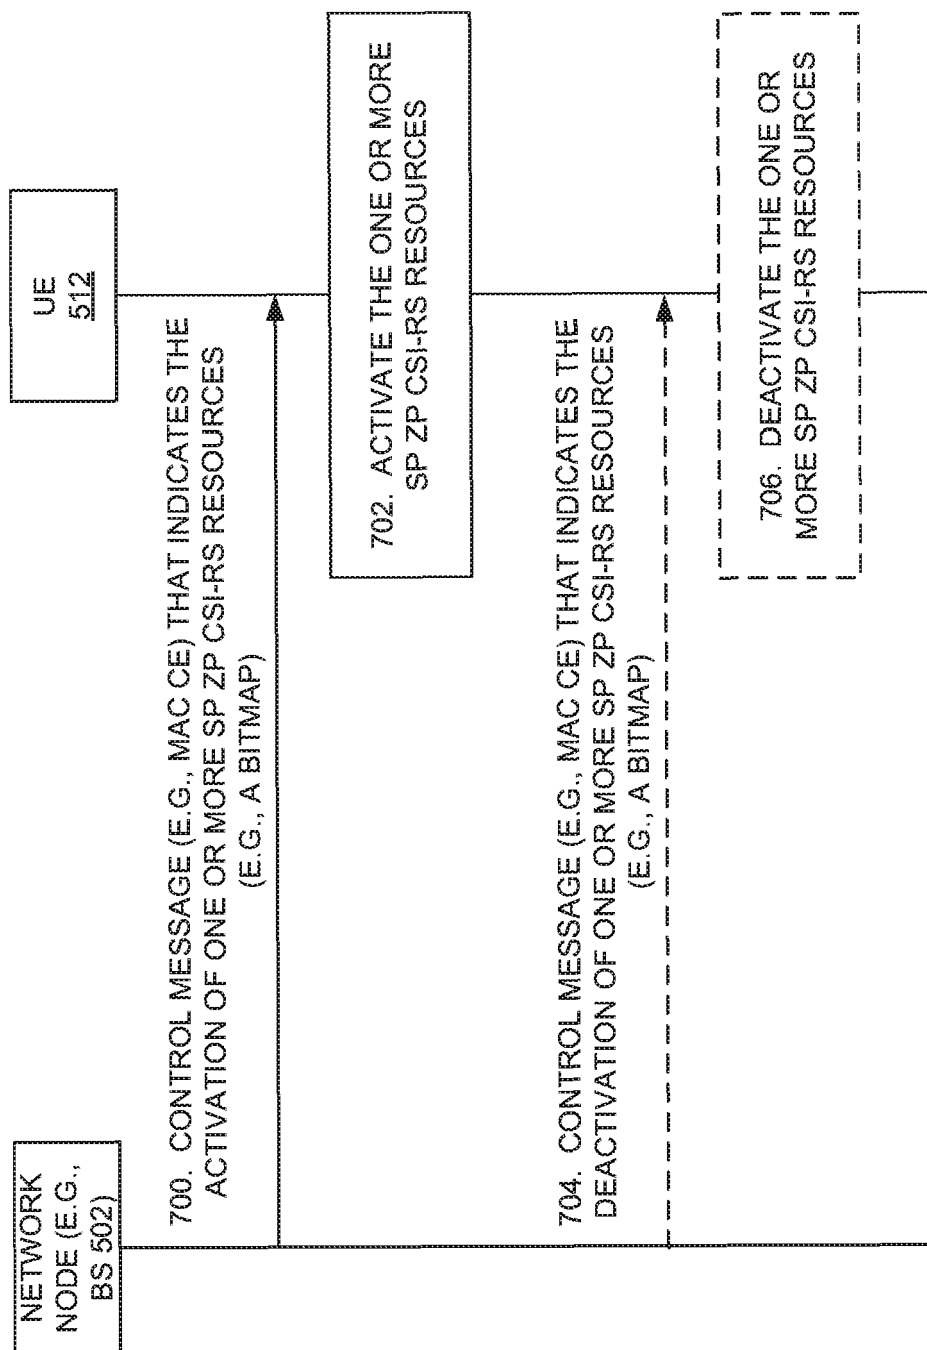 NETWORK
NODE (E.G.,
BS 502)
UE
512
700. CONTROL MESSAGE (E.G., MAC CE) THAT INDICATES THE
ACTIVATION OF ONE OR MORE SP ZP CSI-RS RESOURCES
(E.G., A BITMAP)
702. ACTIVATE THE ONE OR MORE
SP ZP CSI-RS RESOURCES
704. CONTROL MESSAGE (E.G., MAC CE) THAT INDICATES THE
DEACTIVATION OF ONE OR MORE SP ZP CSI-RS RESOURCES
(E.G., A BITMAP)
706. DEACTIVATE THE ONE OR
MORE SP ZP CSI-RS RESOURCES